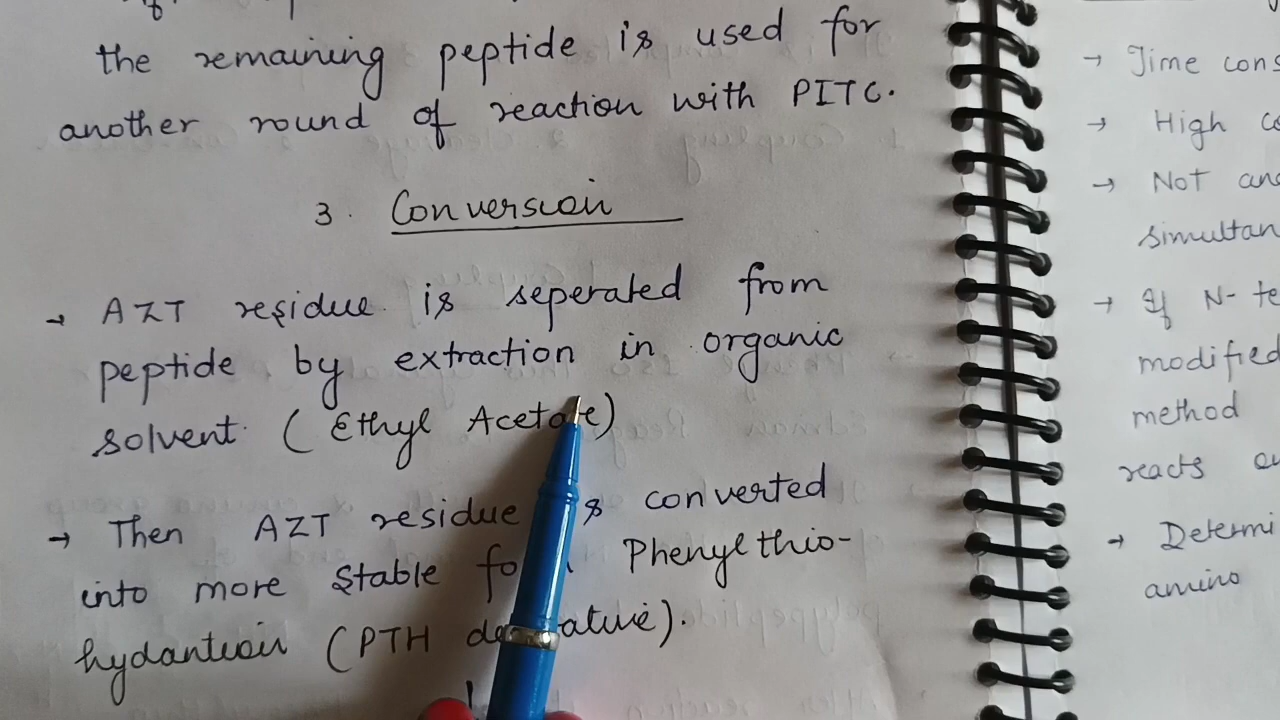 the remaining peptide is used for
another round of reaction with PITC.
3. Conversion
→ AZT residue is seperated from
peptide by extraction in organic
solvent (Ethyl Acetate)
→ Then AZT residue is converted
into more stable Phenylthio-
hydantion (PTH derivative).
→ Time cons
→ High co
→ Not
simultan
→ If N-te
modified
method
reacts
→ Determi
amino